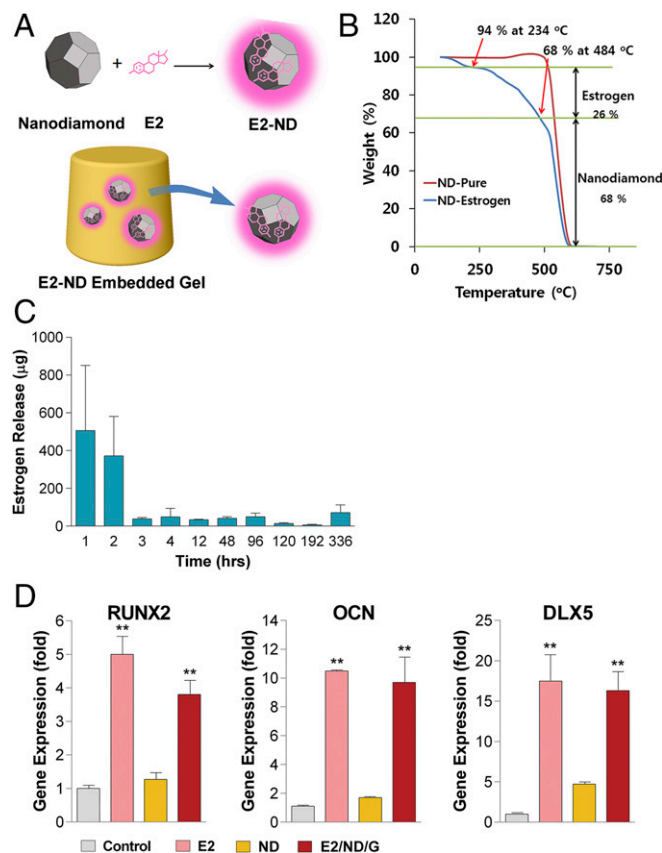 A
+
Nanodiamond E2 E2-ND
E2-ND Embedded Gel
B
94 % at 234 ºC
68 % at 484 ºC
Weight (%)
120
100
80
60
40
20
0
Estrogen
26 %
Nanodiamond
68 %
ND-Pure
ND-Estrogen
0 250 500 750
Temperature (ºC)
C
Estrogen Release (µg)
1000
800
600
400
200
0
1 2 3 4 12 48 96 120 192 336
Time (hrs)
D
RUNX2
Gene Expression (fold)
6
5
4
3
2
1
0
**
**
OCN
Gene Expression (fold)
14
12
10
8
6
4
2
0
**
**
DLX5
Gene Expression (fold)
25
20
15
10
5
0
**
**
Control E2 ND E2/ND/G